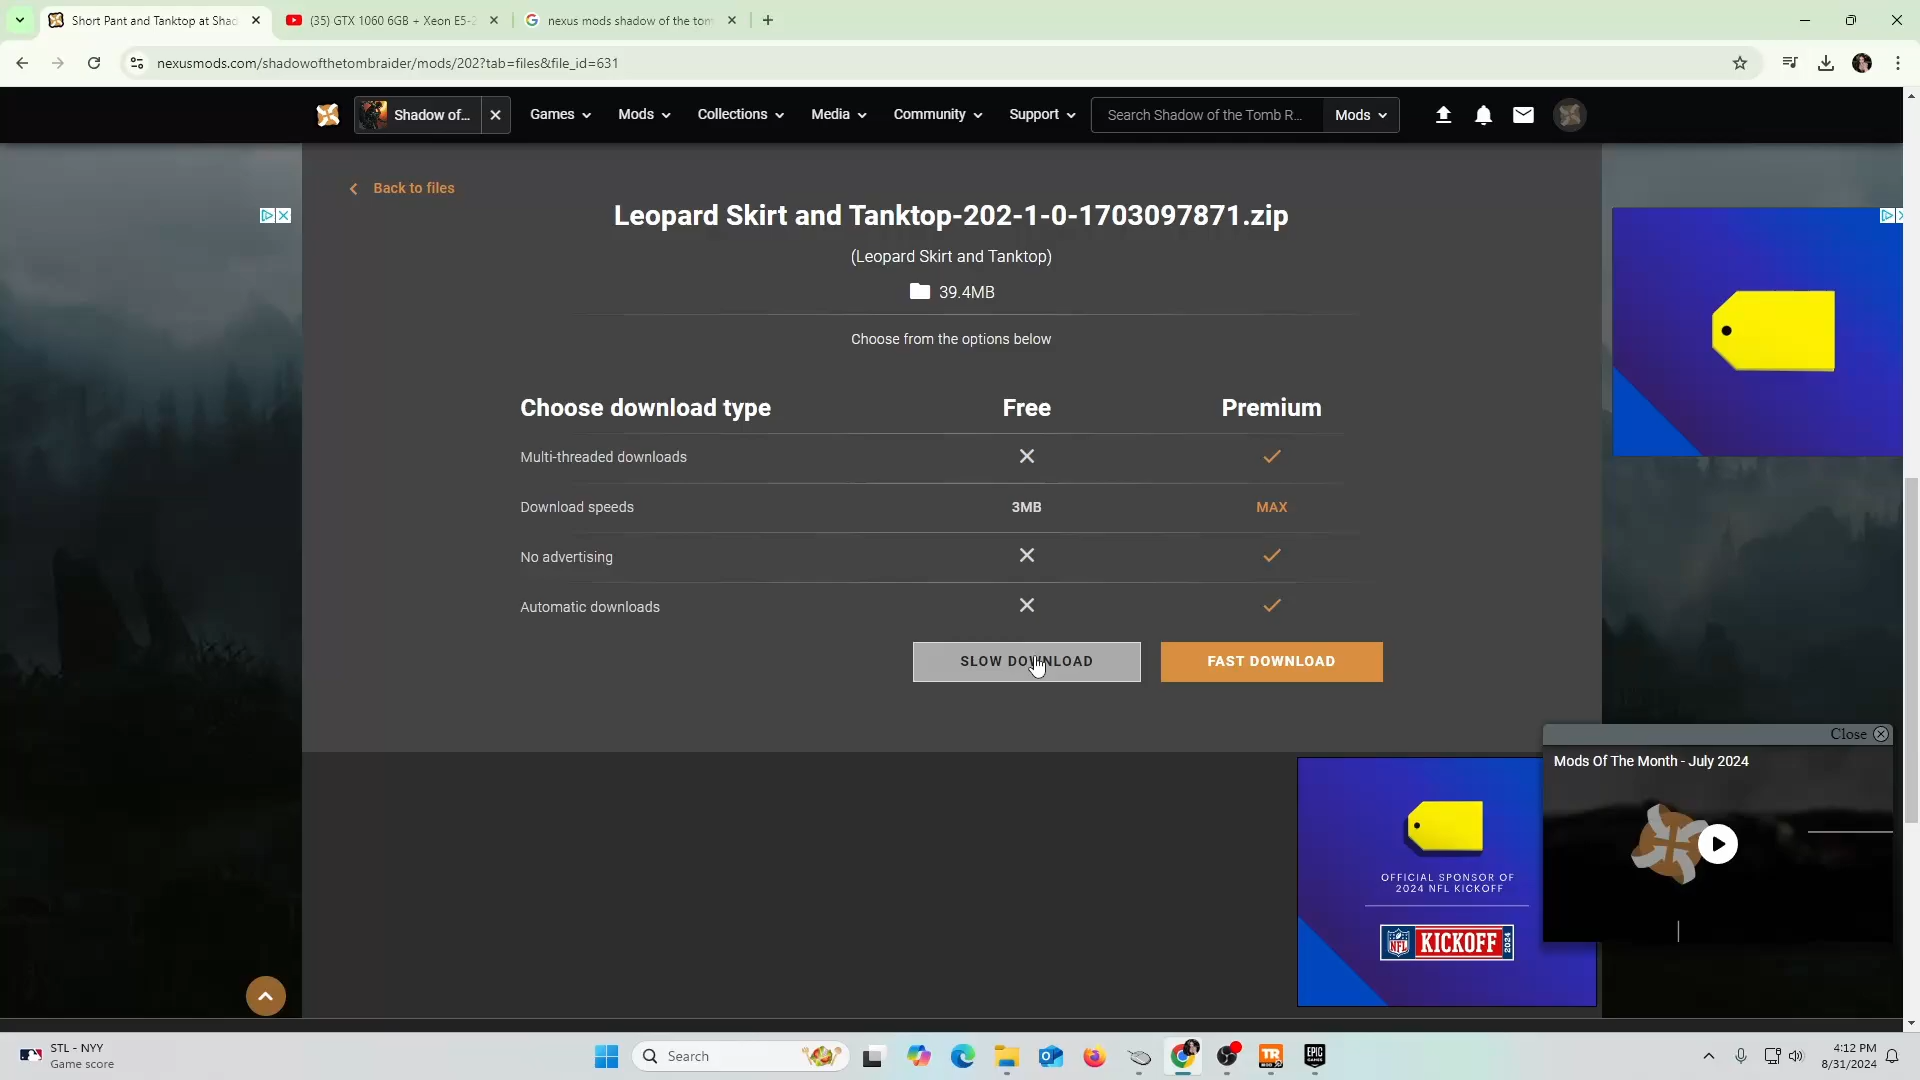 Short Pant and Tanktop at Shad
(35) GTX 1060 6GB + Xeon E5-2
nexus mods shadow of the tom
nexusmods.com/shadowofthetombraider/mods/202?tab=files&file_id=631
Shadow of...
Games
Mods
Collections
Media
Community
Support
Search Shadow of the Tomb R...
Mods
Back to files
Leopard Skirt and Tanktop-202-1-0-1703097871.zip
(Leopard Skirt and Tanktop)
39.4MB
Choose from the options below
Choose download type
Free
Premium
Multi-threaded downloads
Download speeds
3MB
MAX
No advertising
Automatic downloads
SLOW DOWNLOAD
FAST DOWNLOAD
Close
Mods Of The Month - July 2024
OFFICIAL SPONSOR OF
2024 NFL KICKOFF
NFL KICKOFF 2024
STL - NYY
Game score
Search
TR
EPIC
GAMES
4:12 PM
8/31/2024